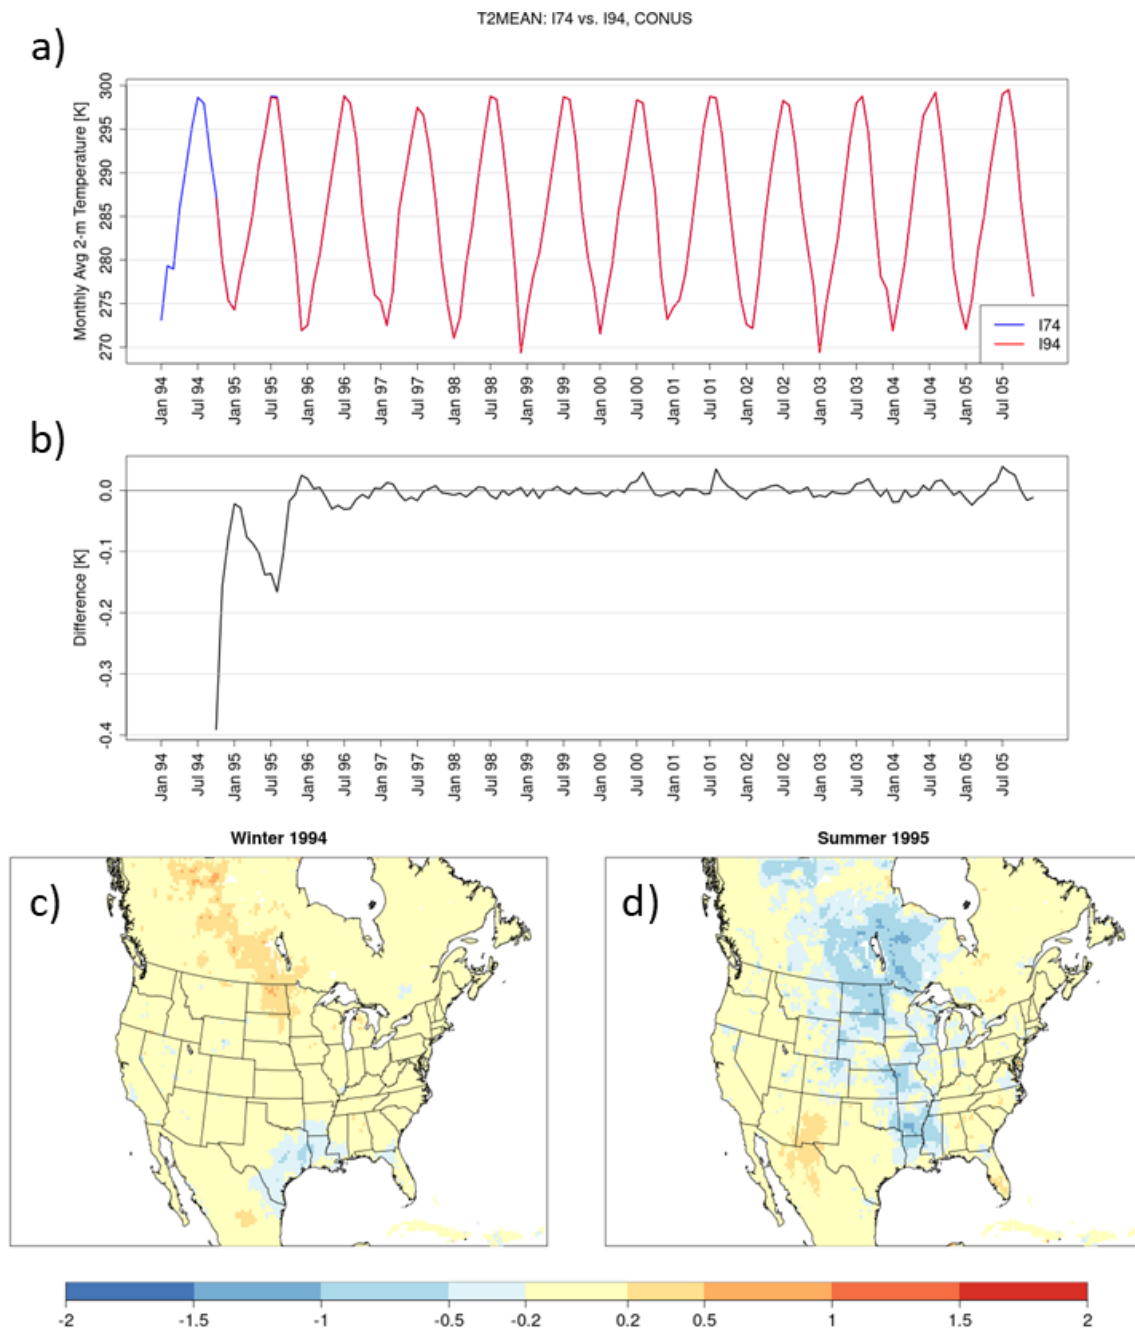 T2MEAN: I74 vs. I94, CONUS
a)
Monthly Avg 2-m Temperature [K]
300
295
290
285
280
275
270
I74
I94
Jan 94 Jul 94 Jan 95 Jul 95 Jan 96 Jul 96 Jan 97 Jul 97 Jan 98 Jul 98 Jan 99 Jul 99 Jan 00 Jul 00 Jan 01 Jul 01 Jan 02 Jul 02 Jan 03 Jul 03 Jan 04 Jul 04 Jan 05 Jul 05
b)
Difference [K]
0.0
-0.1
-0.2
-0.3
-0.4
Jan 94 Jul 94 Jan 95 Jul 95 Jan 96 Jul 96 Jan 97 Jul 97 Jan 98 Jul 98 Jan 99 Jul 99 Jan 00 Jul 00 Jan 01 Jul 01 Jan 02 Jul 02 Jan 03 Jul 03 Jan 04 Jul 04 Jan 05 Jul 05
Winter 1994
c)
Summer 1995
d)
-2 -1.5 -1 -0.5 -0.2 0.2 0.5 1 1.5 2